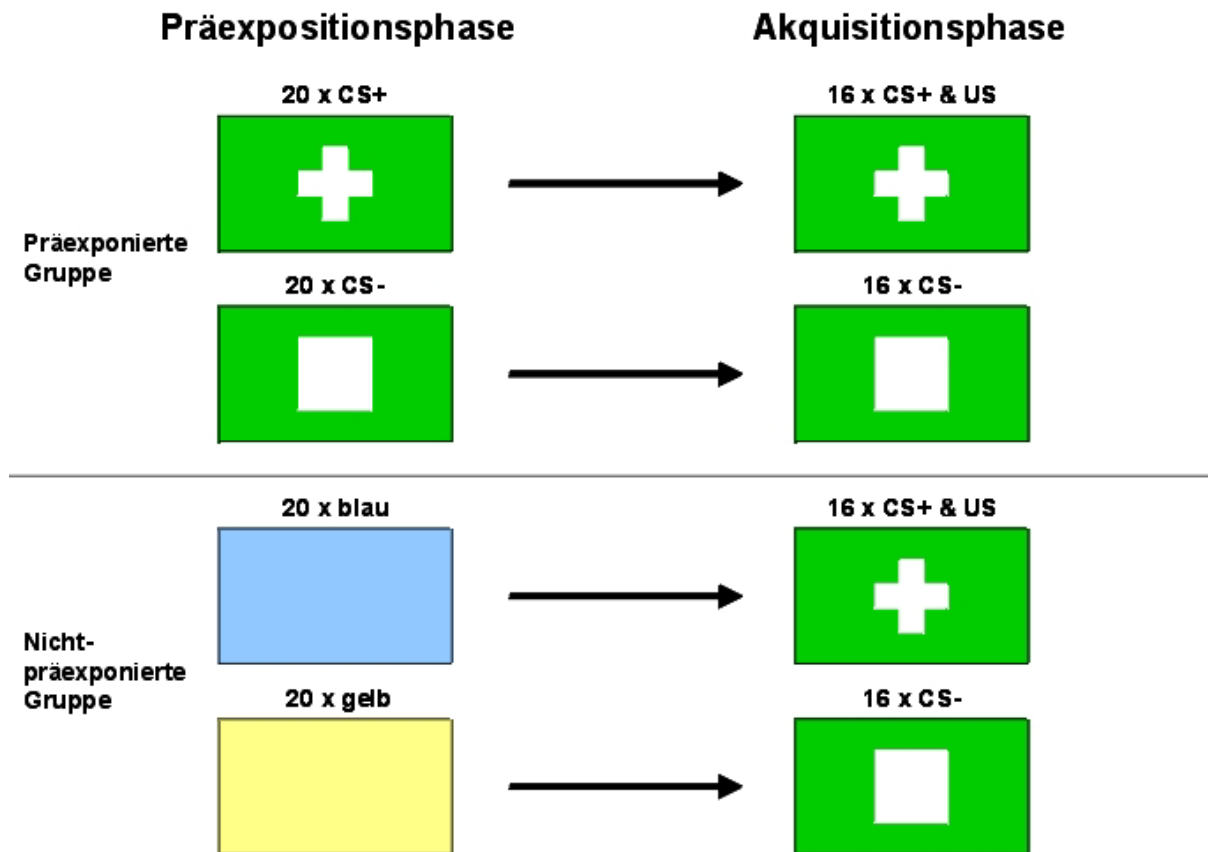 Präexpositionsphase
Akquisitionsphase
20 x CS+
16 x CS+ & US
Präexponierte
Gruppe
20 x CS-
16 x CS-
20 x blau
16 x CS+ & US
Nicht-
präexponierte
Gruppe
20 x gelb
16 x CS-